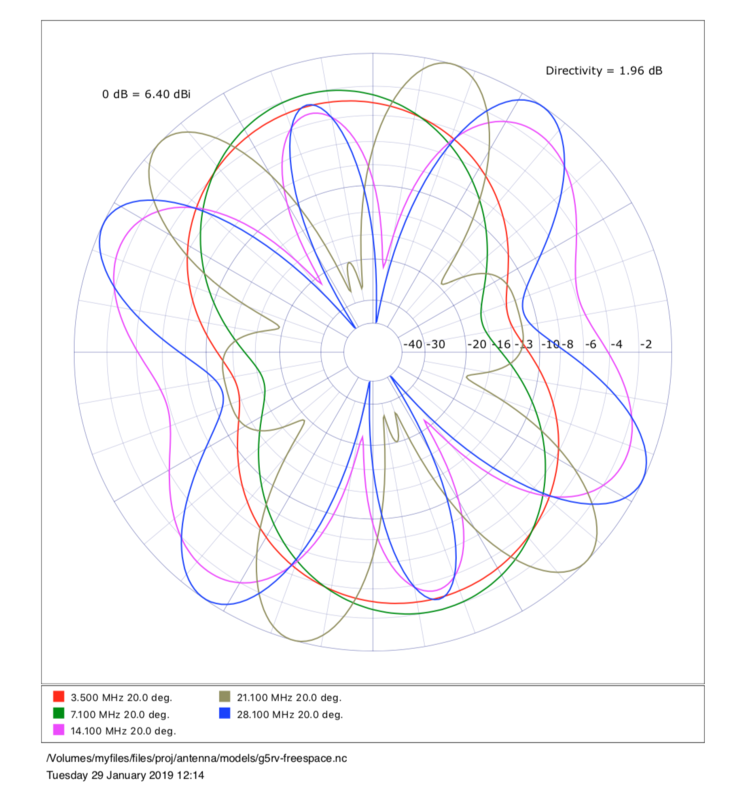 Directivity = 1.96 dB
0 dB = 6.40 dBi
-40 -30 -20 -16 -13 -10 -8 -6 -4 -2
3.500 MHz 20.0 deg.
7.100 MHz 20.0 deg.
14.100 MHz 20.0 deg.
21.100 MHz 20.0 deg.
28.100 MHz 20.0 deg.
/Volumes/myfiles/files/proj/antenna/models/g5rv-freespace.nc
Tuesday 29 January 2019 12:14